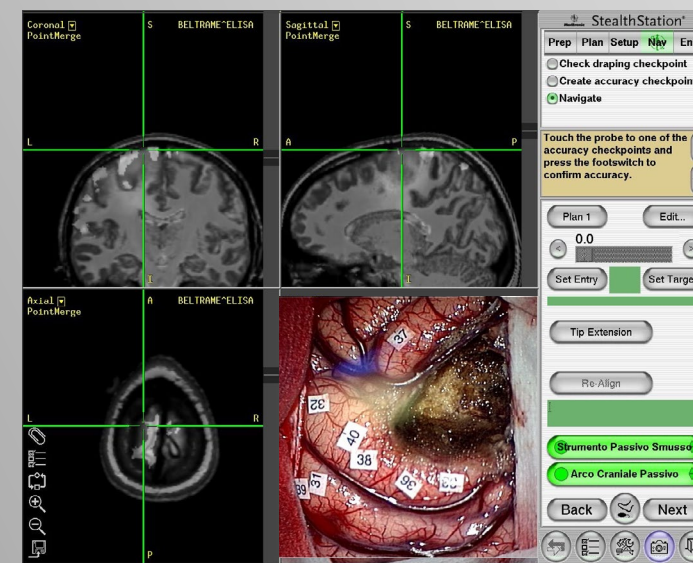 Coronal
S
BELTRAME^ELISA
PointMerge
L
R
I
Sagittal
S
BELTRAME^ELISA
PointMerge
A
P
I
Axial
A
BELTRAME^ELISA
PointMerge
L
R
P
37
32
40
38
31
39
36
StealthStation
Prep Plan Setup Nav
Check draping checkpoint
Create accuracy
Navigate
Touch the probe to one of the
accuracy checkpoints and
press the footswitch to
confirm accuracy.
Plan 1
Edit...
0.0
<
>
Set Entry
Set
Tip Extension
Re-Align
Strumento Passivo Smusso
Arco Craniale Passivo
Back
Next